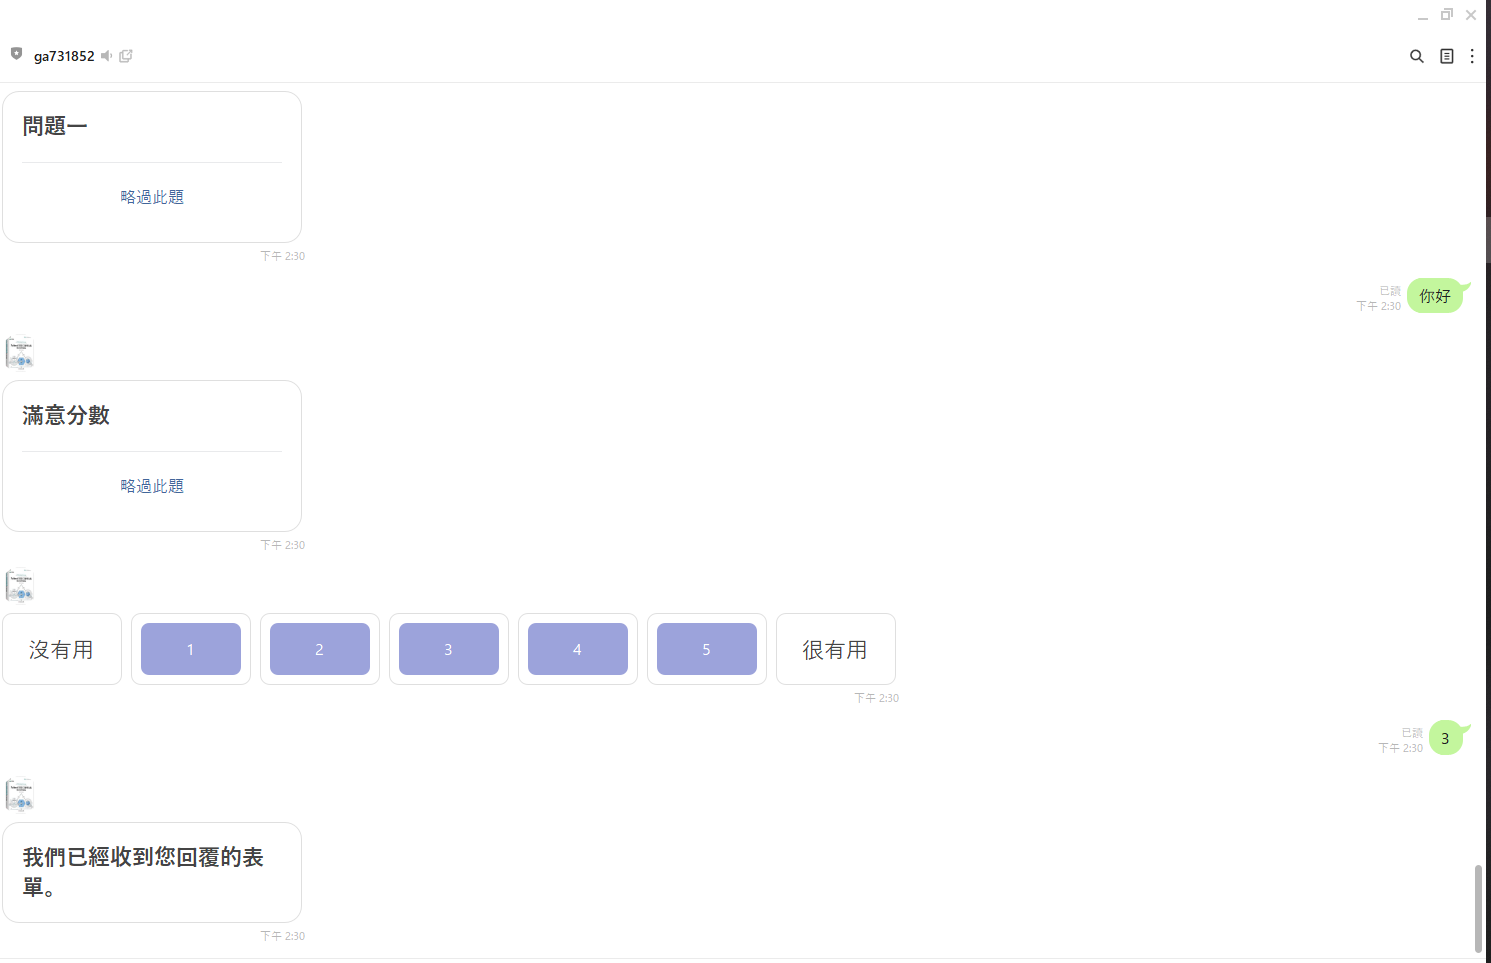 ga731852
問題一
略過此題
下午 2:30
已讀
下午 2:30
你好
滿意分數
略過此題
下午 2:30
沒有用 1 2 3 4 5 很有用
下午 2:30
已讀
下午 2:30
3
我們已經收到您回覆的表
單。
下午 2:30